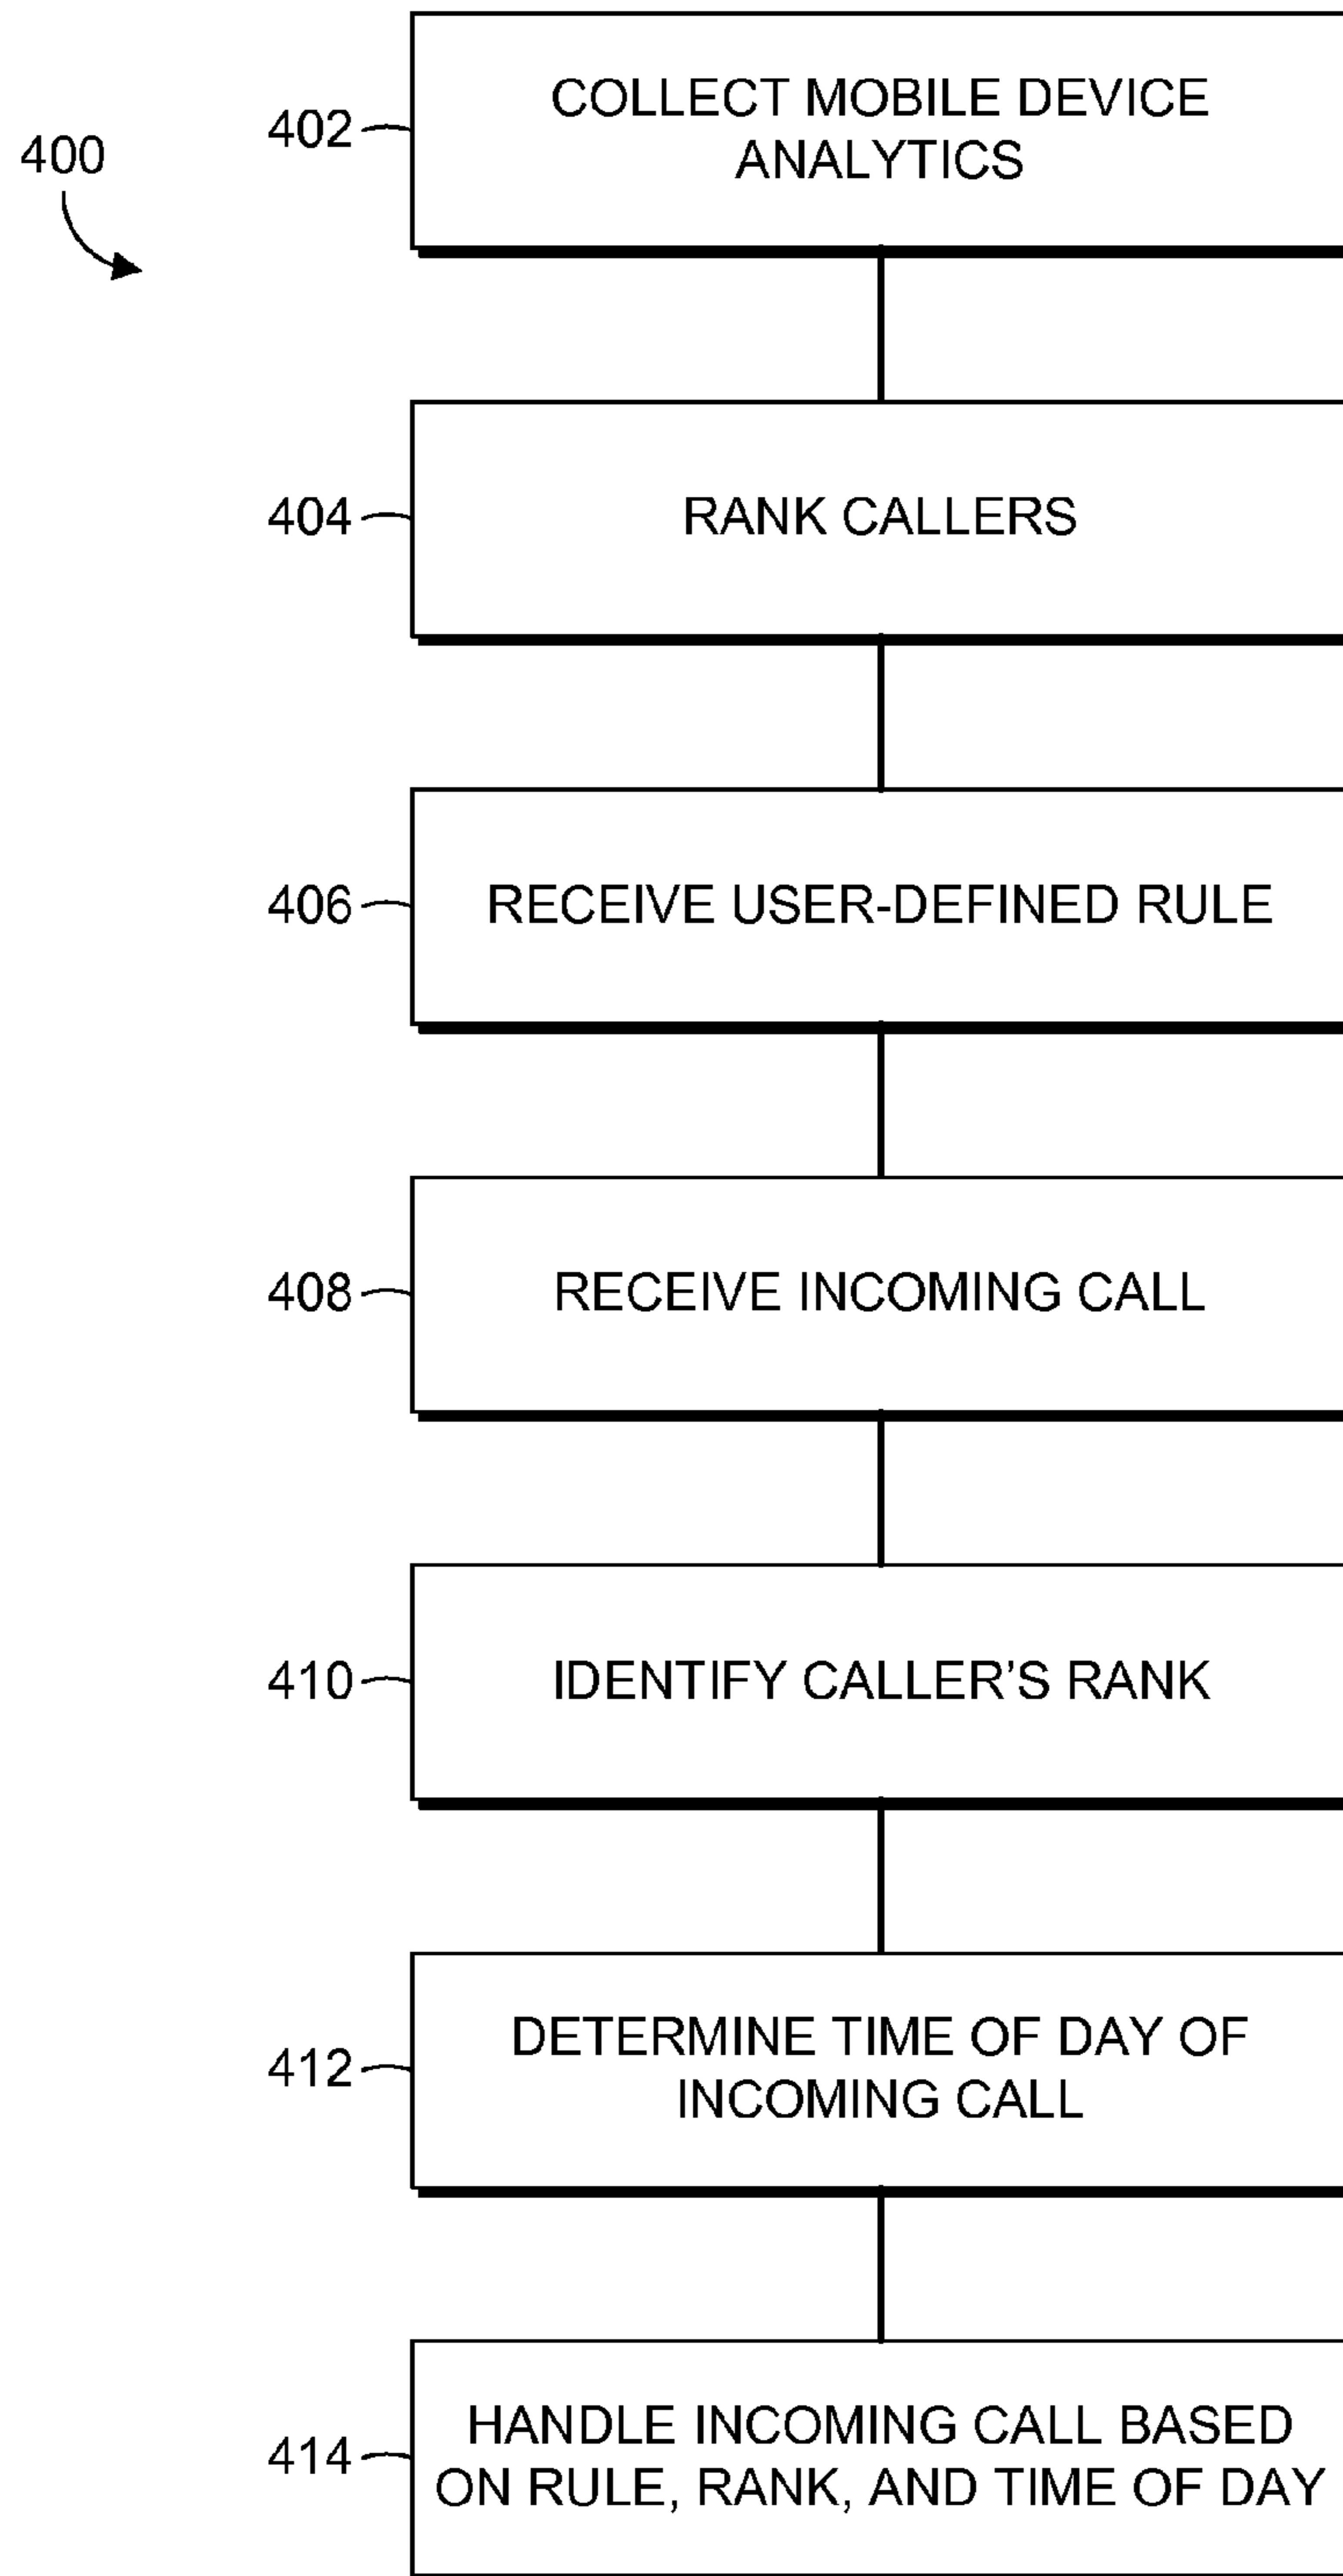 400
402
COLLECT MOBILE DEVICE
ANALYTICS
404
RANK CALLERS
406
RECEIVE USER-DEFINED RULE
408
RECEIVE INCOMING CALL
410
IDENTIFY CALLER’S RANK
412
DETERMINE TIME OF DAY OF
INCOMING CALL
414
HANDLE INCOMING CALL BASED
ON RULE, RANK, AND TIME OF DAY